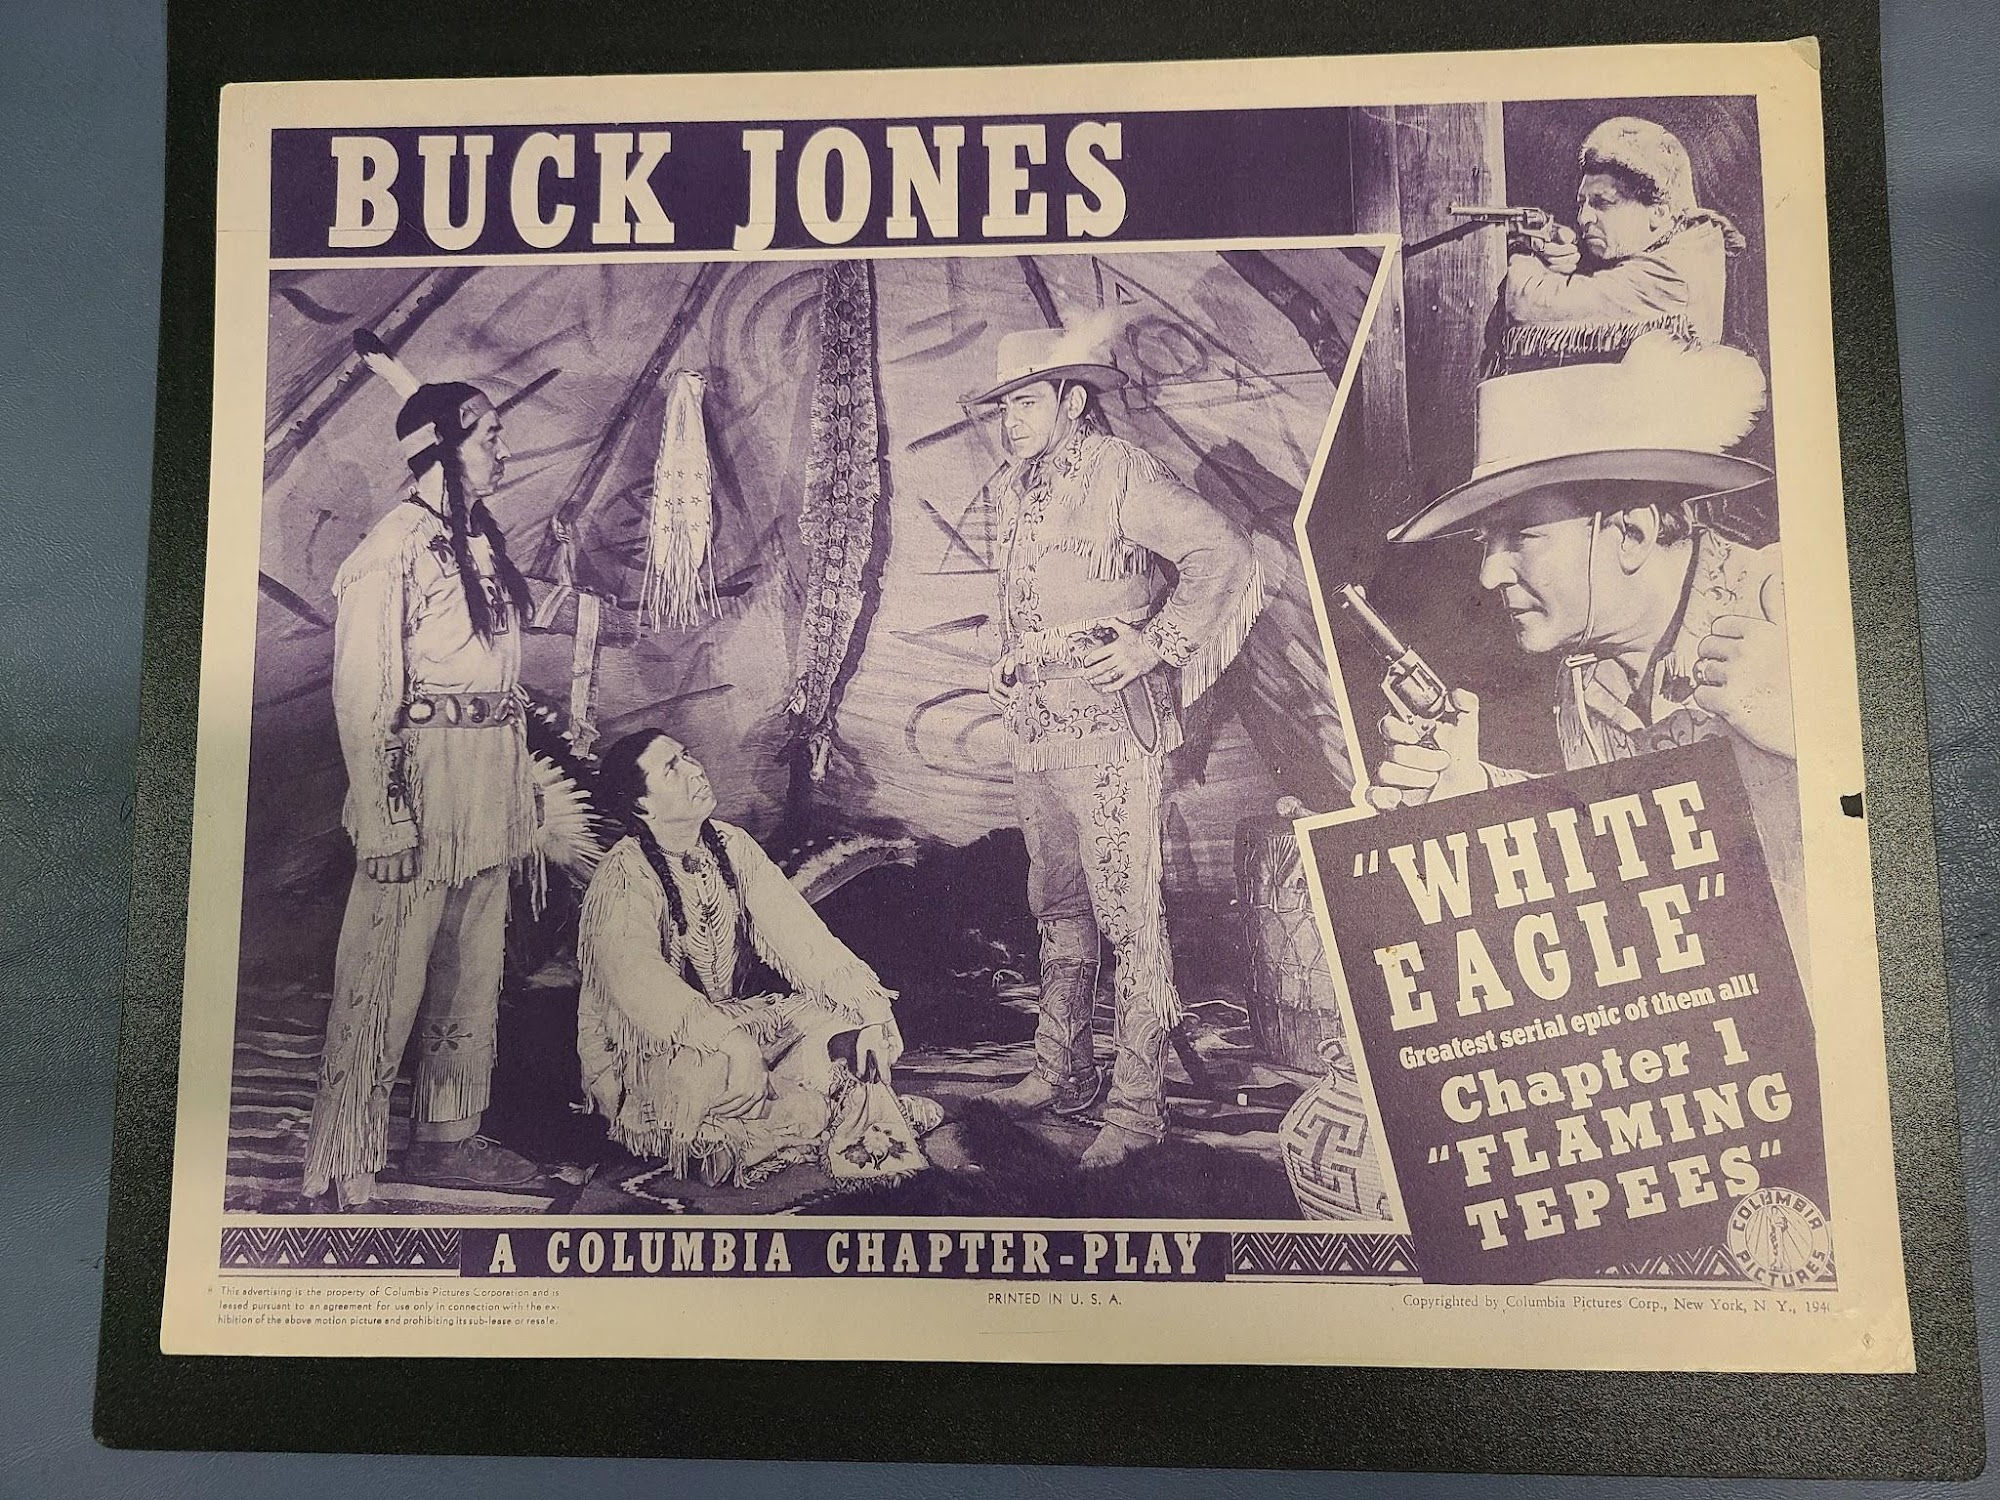 BUCK JONES
"WHITE
EAGLE"
Greatest serial epic of them all!
Chapter 1
"FLAMING
TEPEES"
COLUMBIA
PICTURES
A COLUMBIA CHAPTER-PLAY
This advertising is the property of Columbia Pictures Corporation and is
leased pursuant to an agreement for use only in connection with the ex-
hibition of the above motion picture and prohibiting its sub-lease or resale.
PRINTED IN U. S. A.
Copyrighted by Columbia Pictures Corp., New York, N. Y.,